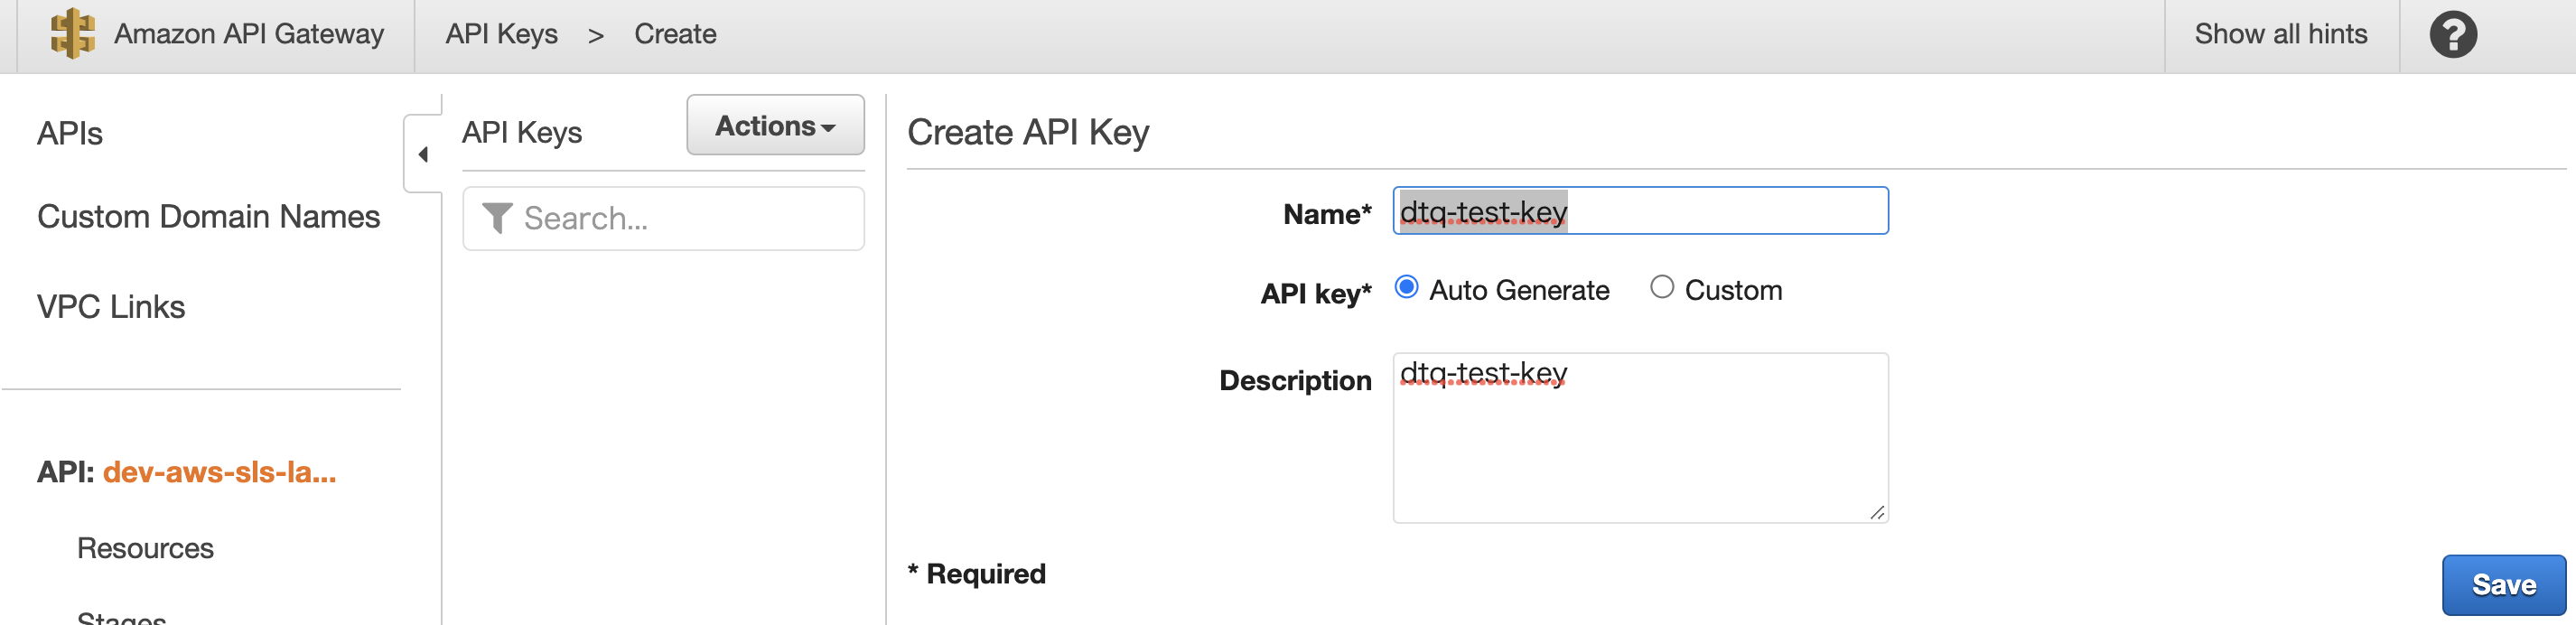 Amazon API Gateway API Keys > Create Show all hints ?
APIs
Custom Domain Names
VPC Links
API: dev-aws-sls-la...
Resources
Stages
API Keys Actions
Search...
Create API Key
Name* dtq-test-key
API key* Auto Generate Custom
Description dtq-test-key
* Required
Save